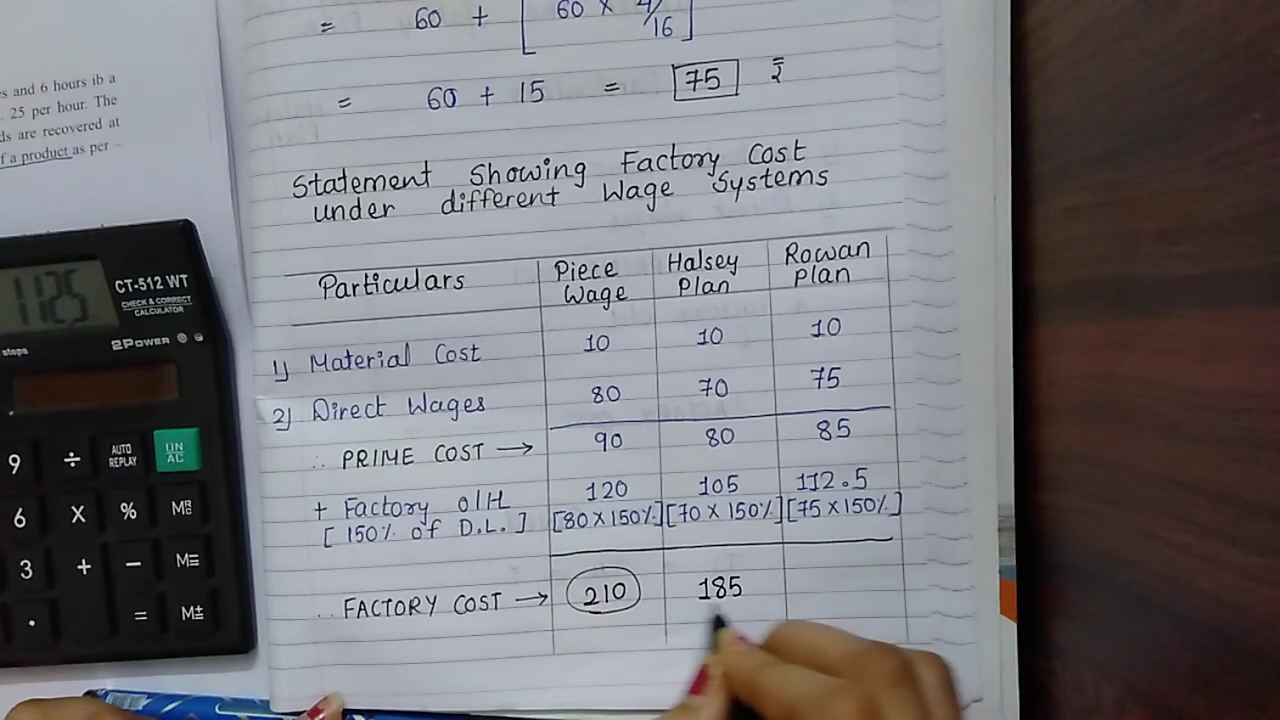 = 60 + [ 60 × 4/16 ]
= 60 + 15 = 75 ₹
s and 6 hours ib a
. 25 per hour. The
ds are recovered at
f a product as per –
Statement Showing Factory Cost
under different Wage Systems
Particulars Piece Wage Halsey Plan Rowan Plan
1) Material Cost 10 10 10
2) Direct Wages 80 70 75
∴ PRIME COST → 90 80 85
+ Factory O/H 120 105 112.5
[ 150% of D.L. ] [80 × 150%] [70 × 150%] [75 × 150%]
∴ FACTORY COST → 210 185
1125
CT-512 WT
CHECK & CORRECT
CALCULATOR
steps
2POWER
9 ÷ AUTO REPLAY ON AC
6 X %
3 + − M=
. = M±